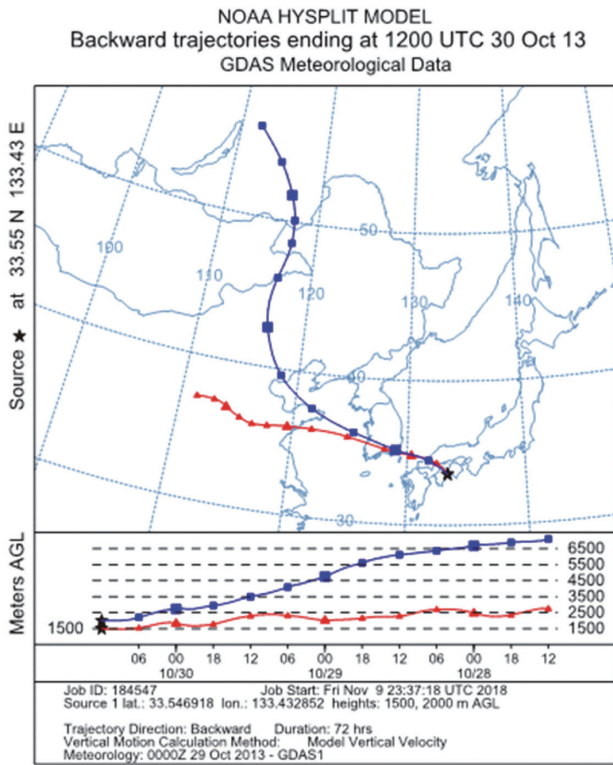 NOAA HYSPLIT MODEL
Backward trajectories ending at 1200 UTC 30 Oct 13
GDAS Meteorological Data
Source ★ at 33.55 N 133.43 E
50
100
110
120
130
140
40
30
Meters AGL
6500
5500
4500
3500
2500
1500 1500
06 00 18 12 06 00 18 12 06 00 18 12
10/30 10/29 10/28
Job ID: 184547 Job Start: Fri Nov 9 23:37:18 UTC 2018
Source 1 lat.: 33.546918 lon.: 133.432852 heights: 1500, 2000 m AGL
Trajectory Direction: Backward Duration: 72 hrs
Vertical Motion Calculation Method: Model Vertical Velocity
Meteorology: 0000Z 29 Oct 2013 - GDAS1